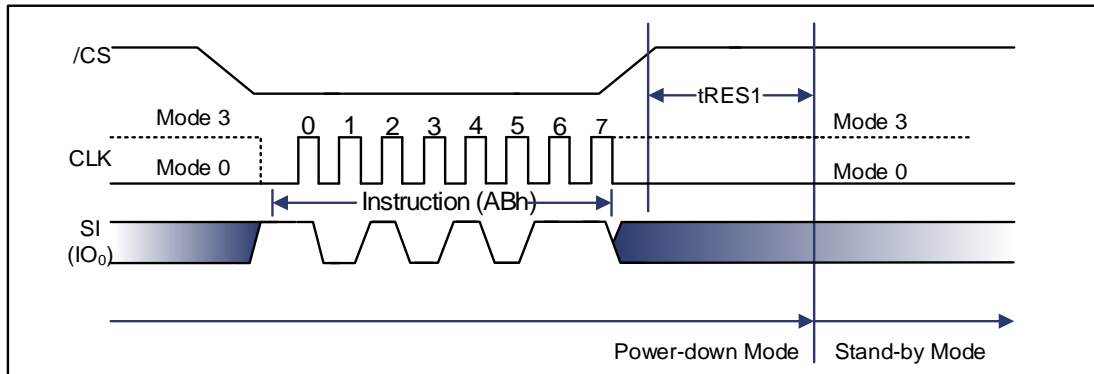 /CS
tRES1
Mode 3 0 1 2 3 4 5 6 7 Mode 3
CLK
Mode 0 Mode 0
Instruction (ABh)
SI
(IO₀)
Power-down Mode Stand-by Mode